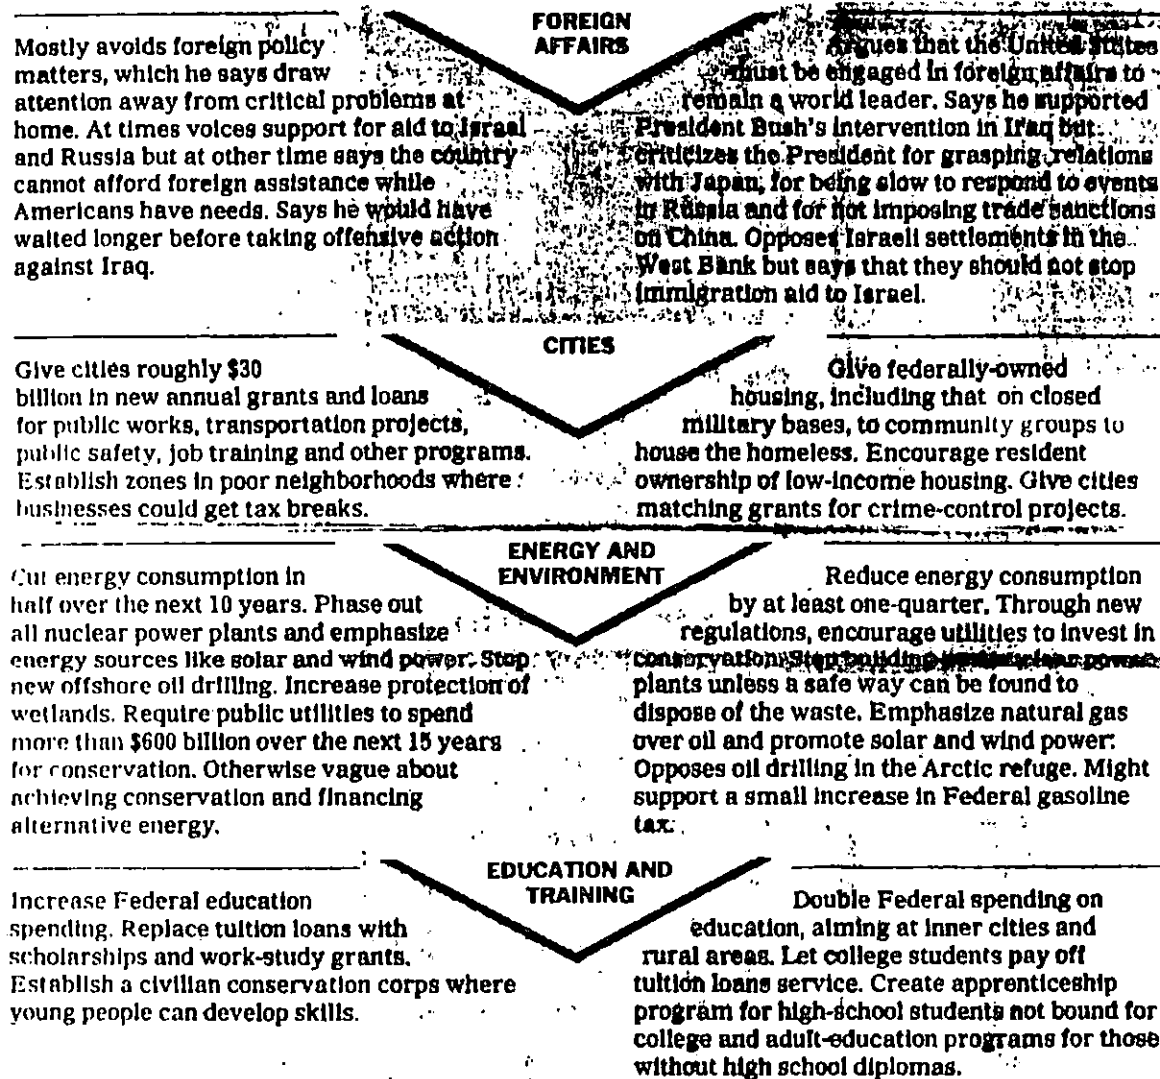 FOREIGN
AFFAIRS
Mostly avoids foreign policy
matters, which he says draw
attention away from critical problems at
home. At times voices support for aid to Israel
and Russia but at other time says the country
cannot afford foreign assistance while
Americans have needs. Says he would have
waited longer before taking offensive action
against Iraq.
Argues that the United States
must be engaged in foreign affairs to
remain a world leader. Says he supported
President Bush's intervention in Iraq but
criticizes the President for grasping relations
with Japan, for being slow to respond to events
in Russia and for not imposing trade sanctions
on China. Opposes Israeli settlements in the
West Bank but says that they should not stop
immigration aid to Israel.
CITIES
Give cities roughly $30
billion in new annual grants and loans
for public works, transportation projects,
public safety, job training and other programs.
Establish zones in poor neighborhoods where
businesses could get tax breaks.
Give federally-owned
housing, including that on closed
military bases, to community groups to
house the homeless. Encourage resident
ownership of low-income housing. Give cities
matching grants for crime-control projects.
ENERGY AND
ENVIRONMENT
Cut energy consumption in
half over the next 10 years. Phase out
all nuclear power plants and emphasize
energy sources like solar and wind power. Stop
new offshore oil drilling. Increase protection of
wetlands. Require public utilities to spend
more than $600 billion over the next 15 years
for conservation. Otherwise vague about
achieving conservation and financing
alternative energy.
Reduce energy consumption
by at least one-quarter. Through new
regulations, encourage utilities to invest in
conservation. Stop building nuclear power
plants unless a safe way can be found to
dispose of the waste. Emphasize natural gas
over oil and promote solar and wind power.
Opposes oil drilling in the Arctic refuge. Might
support a small increase in Federal gasoline
tax.
EDUCATION AND
TRAINING
Increase Federal education
spending. Replace tuition loans with
scholarships and work-study grants.
Establish a civilian conservation corps where
young people can develop skills.
Double Federal spending on
education, aiming at inner cities and
rural areas. Let college students pay off
tuition loans service. Create apprenticeship
program for high-school students not bound for
college and adult-education programs for those
without high school diplomas.